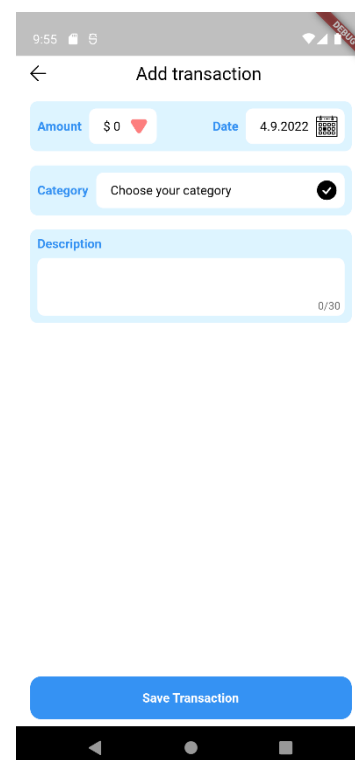 9:55
DEBUG
Add transaction
Amount $ 0 Date 4.9.2022
Category Choose your category
Description
0/30
Save Transaction